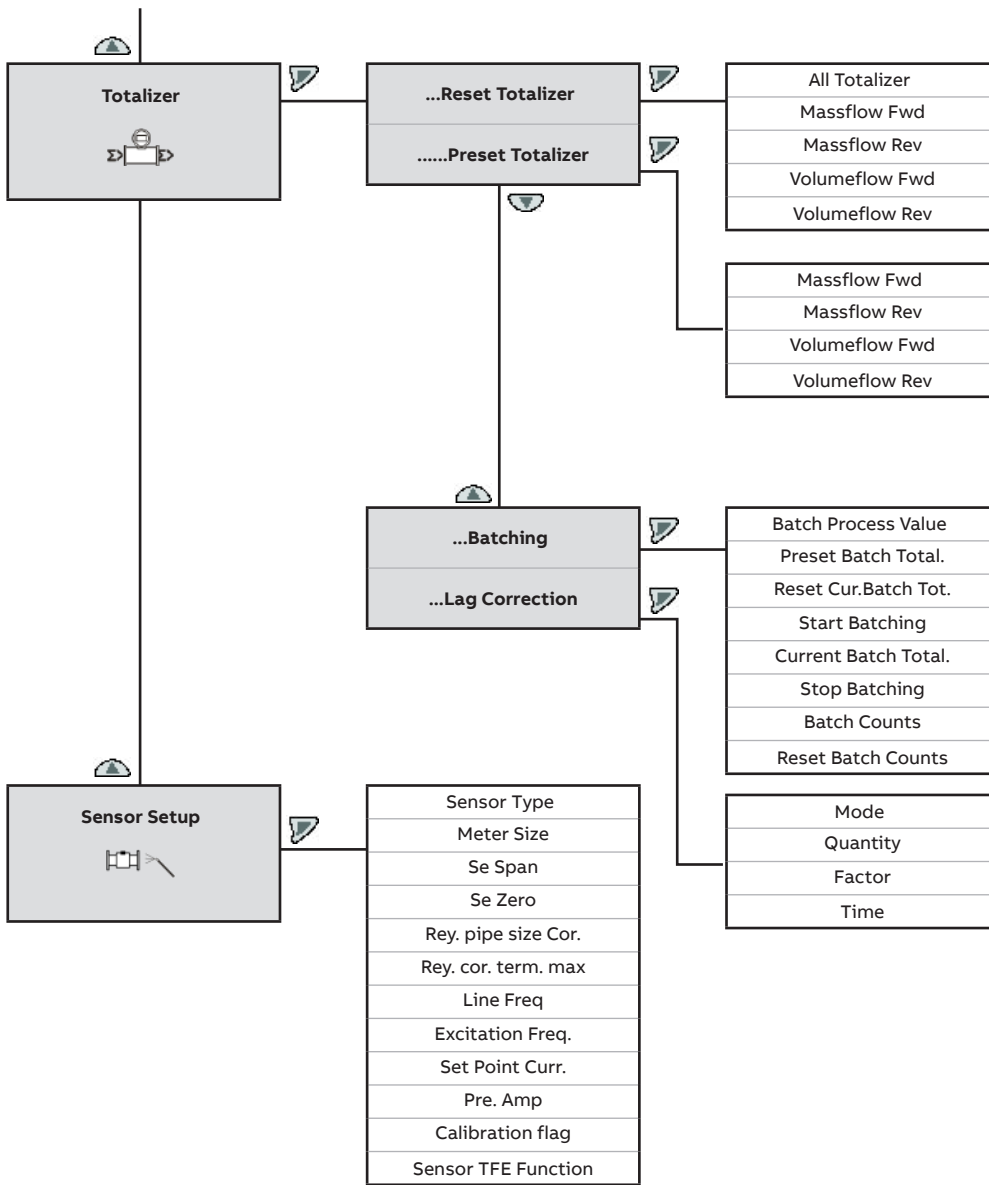 Totalizer
Σ> Σ>
...Reset Totalizer
......Preset Totalizer
All Totalizer
Massflow Fwd
Massflow Rev
Volumeflow Fwd
Volumeflow Rev
Massflow Fwd
Massflow Rev
Volumeflow Fwd
Volumeflow Rev
...Batching
...Lag Correction
Batch Process Value
Preset Batch Total.
Reset Cur.Batch Tot.
Start Batching
Current Batch Total.
Stop Batching
Batch Counts
Reset Batch Counts
Mode
Quantity
Factor
Time
Sensor Setup
Sensor Type
Meter Size
Se Span
Se Zero
Rey. pipe size Cor.
Rey. cor. term. max
Line Freq
Excitation Freq.
Set Point Curr.
Pre. Amp
Calibration flag
Sensor TFE Function